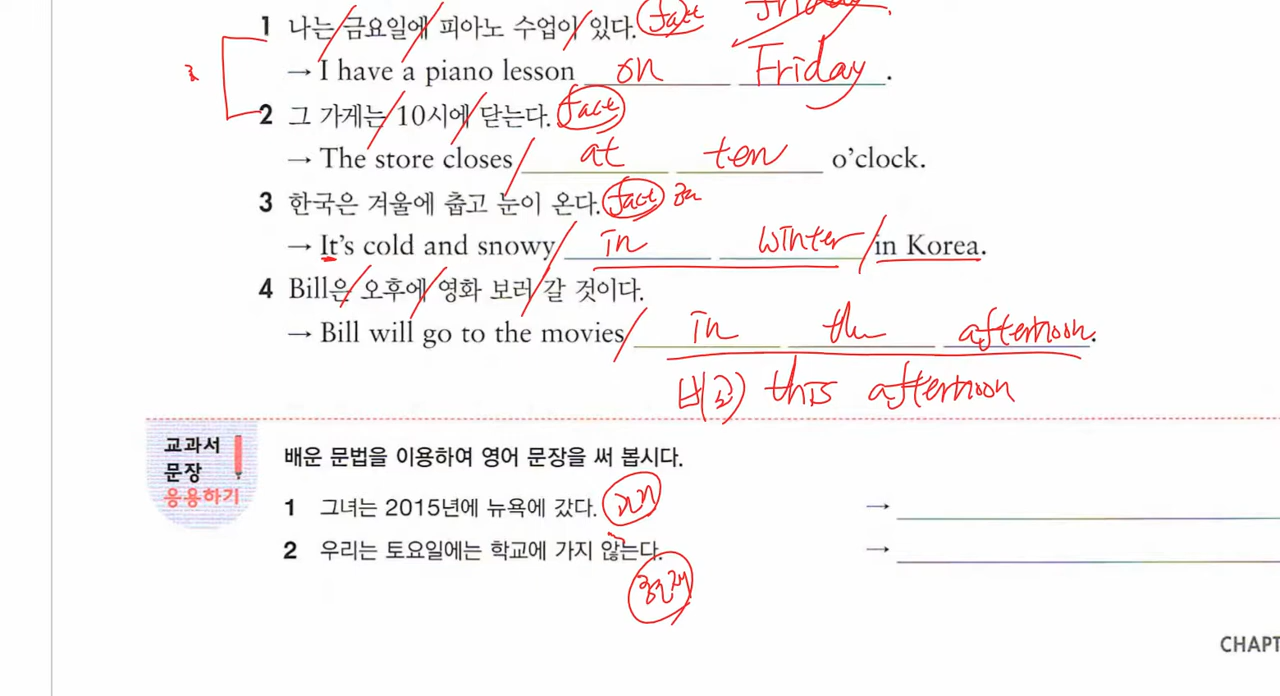 1 나는 금요일에 피아노 수업이 있다. fact Friday
→ I have a piano lesson on Friday.
2 그 가게는 10시에 닫는다. fact
→ The store closes at ten o'clock.
3 한국은 겨울에 춥고 눈이 온다. fact
→ It's cold and snowy in winter in Korea.
4 Bill은 오후에 영화 보러 갈 것이다.
→ Bill will go to the movies in the afternoon.
비교) this afternoon
교과서
문장
응용하기
배운 문법을 이용하여 영어 문장을 써 봅시다.
1 그녀는 2015년에 뉴욕에 갔다. →
2 우리는 토요일에는 학교에 가지 않는다. →
현재
CHAPT